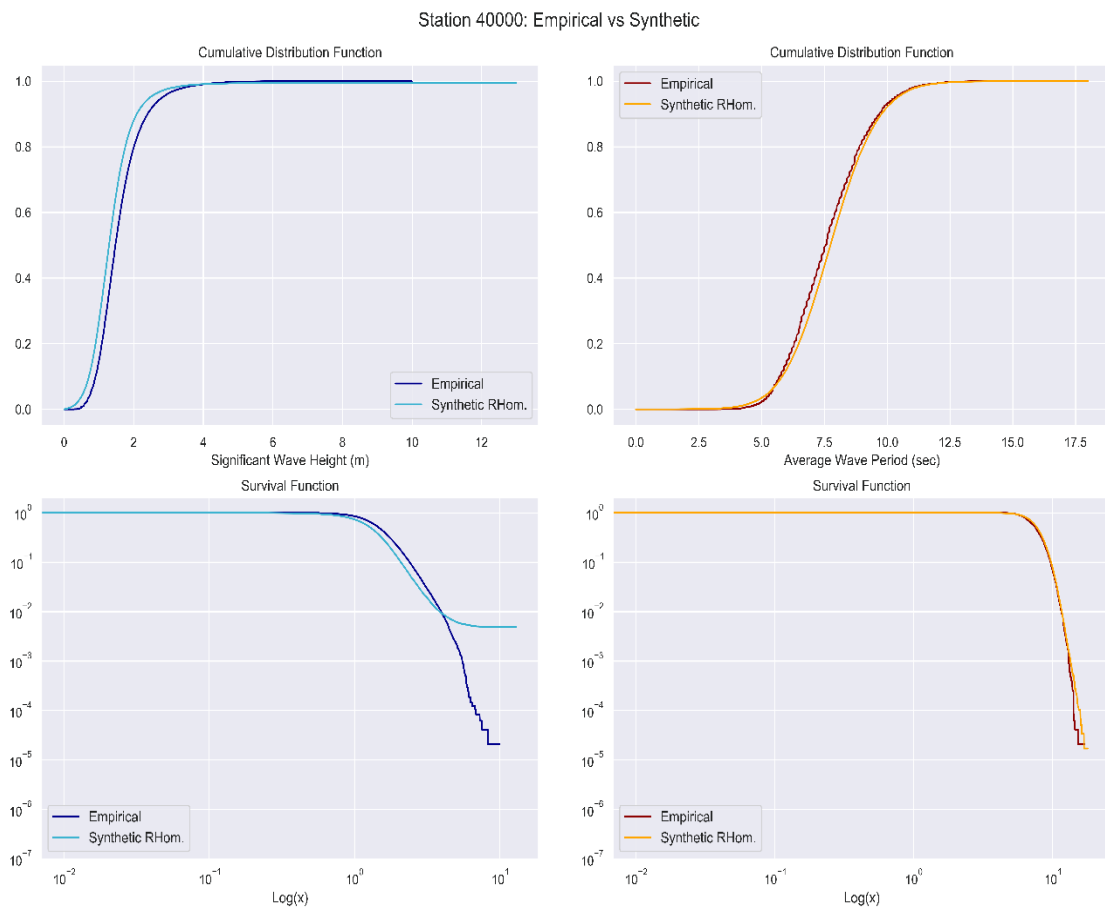 Station 40000: Empirical vs Synthetic
Cumulative Distribution Function
1.0
0.8
0.6
0.4
0.2
0.0
Empirical
Synthetic RHom.
0 2 4 6 8 10 12
Significant Wave Height (m)
Cumulative Distribution Function
1.0
0.8
0.6
0.4
0.2
0.0
Empirical
Synthetic RHom.
0.0 2.5 5.0 7.5 10.0 12.5 15.0 17.5
Average Wave Period (sec)
Survival Function
10⁰
10⁻¹
10⁻²
10⁻³
10⁻⁴
10⁻⁵
10⁻⁶
10⁻⁷
Empirical
Synthetic RHom.
10⁻² 10⁻¹ 10⁰ 10¹
Log(x)
Survival Function
10⁰
10⁻¹
10⁻²
10⁻³
10⁻⁴
10⁻⁵
10⁻⁶
10⁻⁷
Empirical
Synthetic RHom.
10⁻² 10⁻¹ 10⁰ 10¹
Log(x)